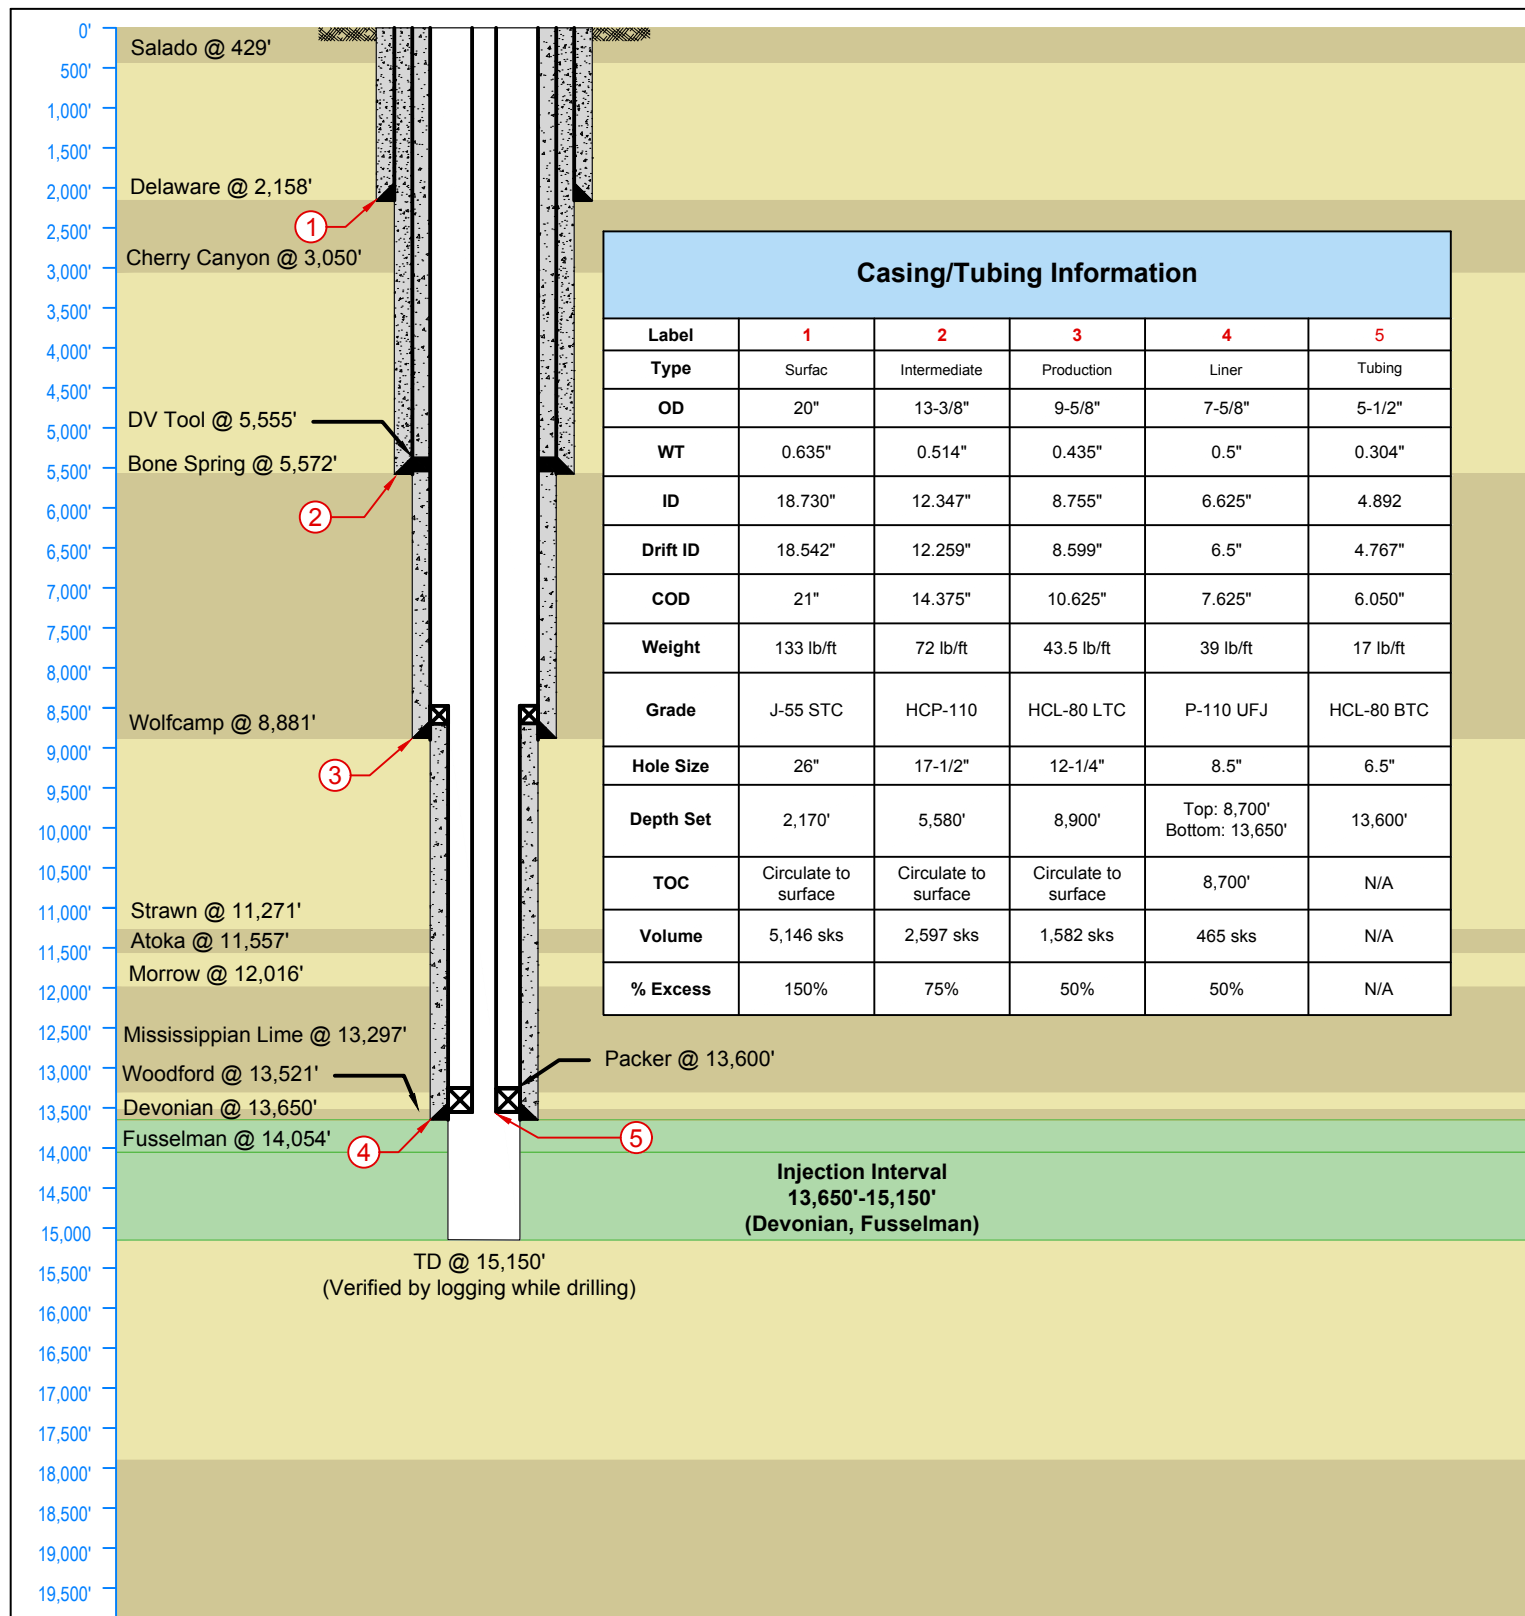 0'
Salado @ 429'
500'
1,000'
1,500'
2,000'
Delaware @ 2,158'
1
2,500'
Cherry Canyon @ 3,050'
3,000'
3,500'
4,000'
4,500'
DV Tool @ 5,555'
5,000'
Bone Spring @ 5,572'
5,500'
2
6,000'
6,500'
7,000'
7,500'
8,000'
8,500'
Wolfcamp @ 8,881'
9,000'
3
9,500'
10,000'
10,500'
11,000'
Strawn @ 11,271'
Atoka @ 11,557'
11,500'
Morrow @ 12,016'
12,000'
12,500'
Mississippian Lime @ 13,297'
13,000'
Woodford @ 13,521'
Packer @ 13,600'
13,500'
Devonian @ 13,650'
Fusselman @ 14,054'
14,000'
4
5
14,500'
15,000
Injection Interval
13,650'-15,150'
(Devonian, Fusselman)
TD @ 15,150'
(Verified by logging while drilling)
15,500'
16,000'
16,500'
17,000'
17,500'
18,000'
18,500'
19,000'
19,500'
Casing/Tubing Information
Label 1 2 3 4 5
Type Surfac Intermediate Production Liner Tubing
OD 20" 13-3/8" 9-5/8" 7-5/8" 5-1/2"
WT 0.635" 0.514" 0.435" 0.5" 0.304"
ID 18.730" 12.347" 8.755" 6.625" 4.892
Drift ID 18.542" 12.259" 8.599" 6.5" 4.767"
COD 21" 14.375" 10.625" 7.625" 6.050"
Weight 133 lb/ft 72 lb/ft 43.5 lb/ft 39 lb/ft 17 lb/ft
Grade J-55 STC HCP-110 HCL-80 LTC P-110 UFJ HCL-80 BTC
Hole Size 26" 17-1/2" 12-1/4" 8.5" 6.5"
Depth Set 2,170' 5,580' 8,900' Top: 8,700' Bottom: 13,650' 13,600'
TOC Circulate to surface Circulate to surface Circulate to surface 8,700' N/A
Volume 5,146 sks 2,597 sks 1,582 sks 465 sks N/A
% Excess 150% 75% 50% 50% N/A